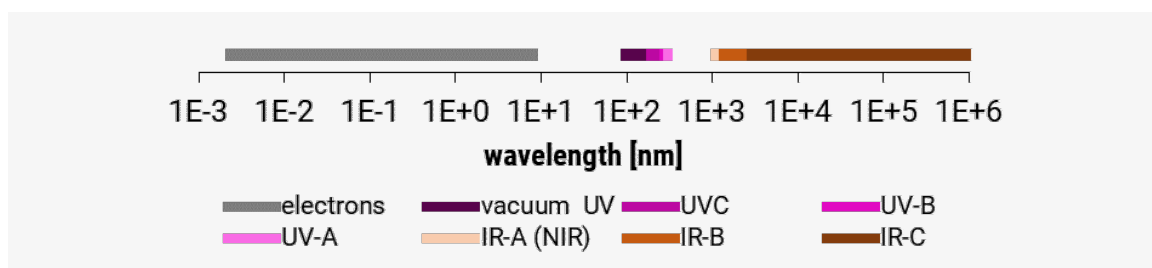 1E-3 1E-2 1E-1 1E+0 1E+1 1E+2 1E+3 1E+4 1E+5 1E+6
wavelength [nm]
electrons vacuum UV UVC UV-B
UV-A IR-A (NIR) IR-B IR-C